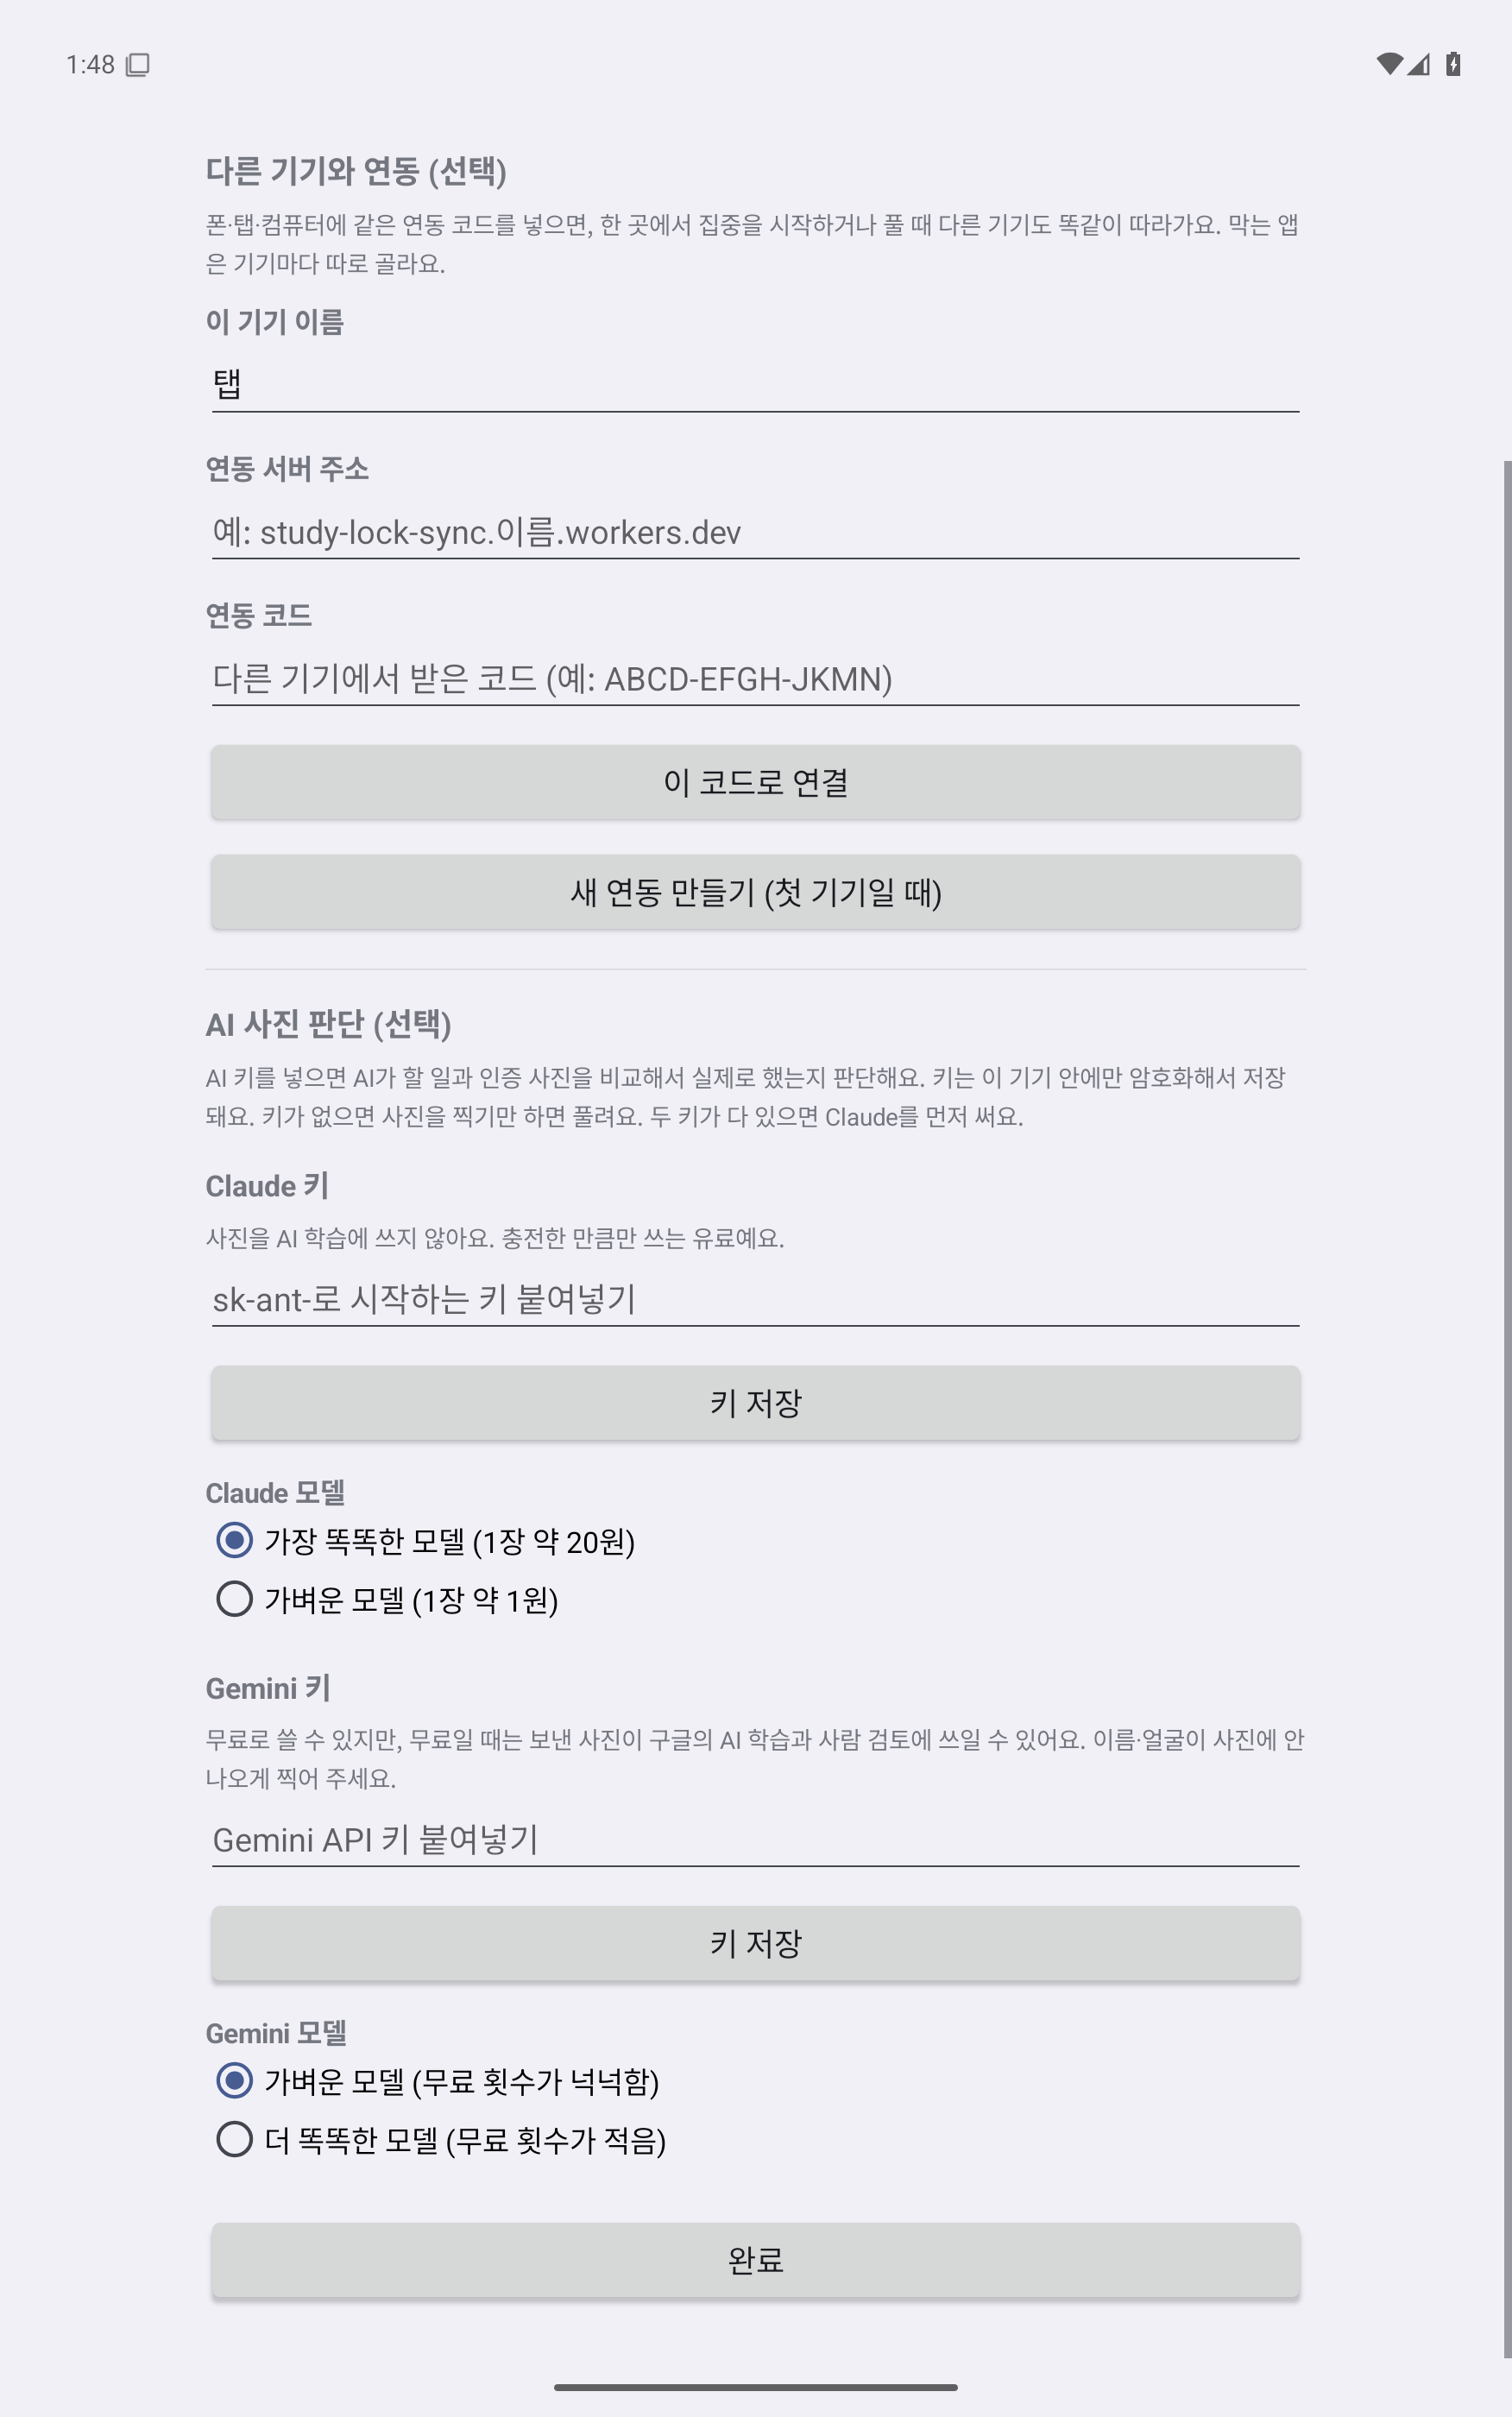 1:48
다른 기기와 연동 (선택)
폰·탭·컴퓨터에 같은 연동 코드를 넣으면, 한 곳에서 집중을 시작하거나 풀 때 다른 기기도 똑같이 따라가요. 막는 앱
은 기기마다 따로 골라요.
이 기기 이름
탭
연동 서버 주소
예: study-lock-sync.이름.workers.dev
연동 코드
다른 기기에서 받은 코드 (예: ABCD-EFGH-JKMN)
이 코드로 연결
새 연동 만들기 (첫 기기일 때)
AI 사진 판단 (선택)
AI 키를 넣으면 AI가 할 일과 인증 사진을 비교해서 실제로 했는지 판단해요. 키는 이 기기 안에만 암호화해서 저장
돼요. 키가 없으면 사진을 찍기만 하면 풀려요. 두 키가 다 있으면 Claude를 먼저 써요.
Claude 키
사진을 AI 학습에 쓰지 않아요. 충전한 만큼만 쓰는 유료예요.
sk-ant-로 시작하는 키 붙여넣기
키 저장
Claude 모델
가장 똑똑한 모델 (1장 약 20원)
가벼운 모델 (1장 약 1원)
Gemini 키
무료로 쓸 수 있지만, 무료일 때는 보낸 사진이 구글의 AI 학습과 사람 검토에 쓰일 수 있어요. 이름·얼굴이 사진에 안
나오게 찍어 주세요.
Gemini API 키 붙여넣기
키 저장
Gemini 모델
가벼운 모델 (무료 횟수가 넉넉함)
더 똑똑한 모델 (무료 횟수가 적음)
완료